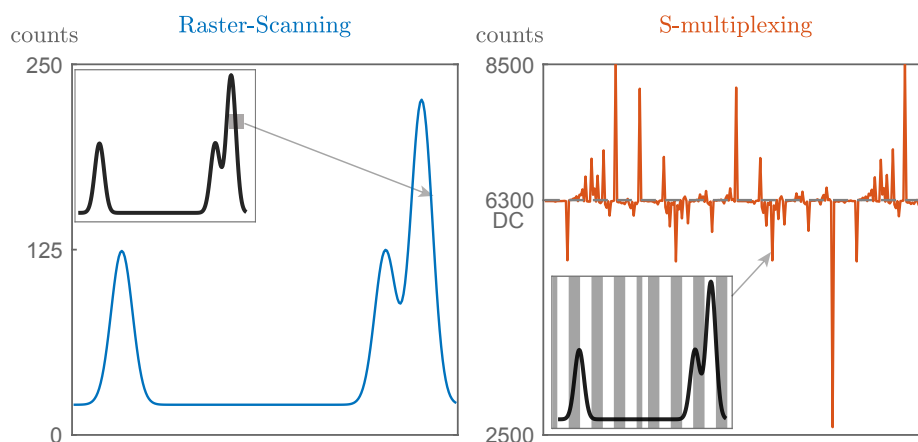 Raster-Scanning
counts
250
125
0
S-multiplexing
counts
8500
6300
DC
2500